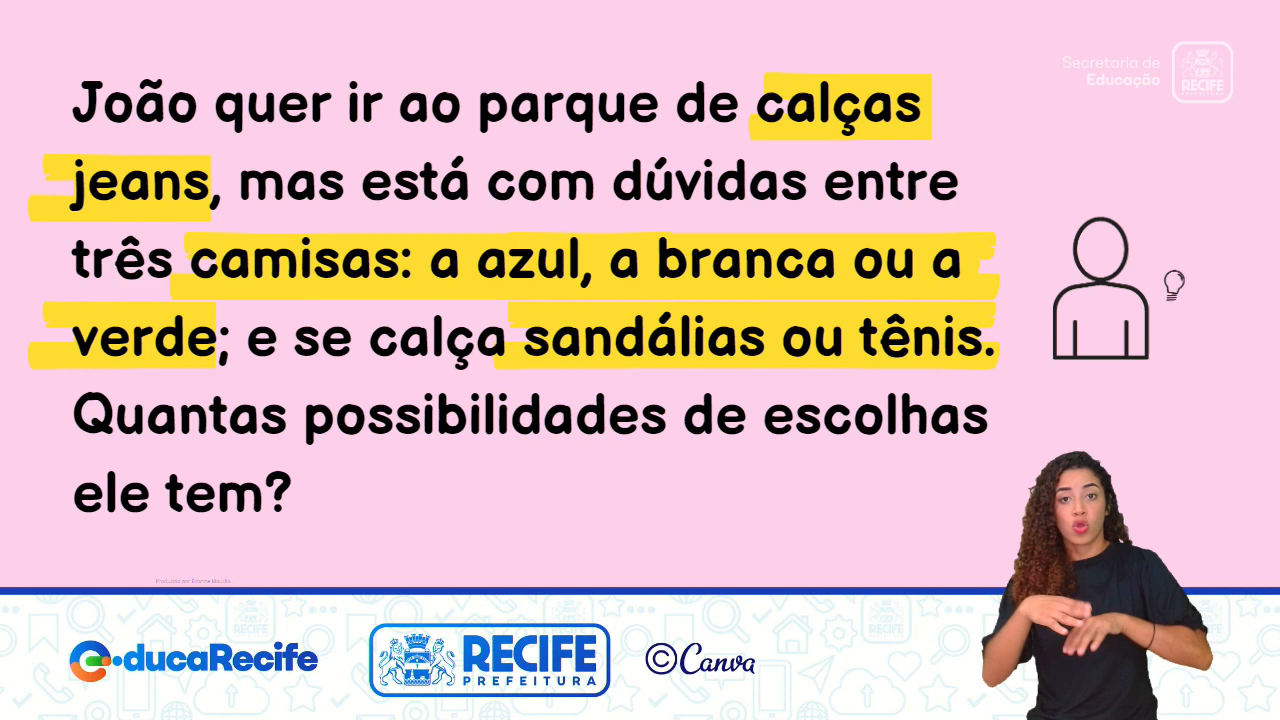 Secretaria de
Educação
RECIFE
João quer ir ao parque de calças
jeans, mas está com dúvidas entre
três camisas: a azul, a branca ou a
verde; e se calça sandálias ou tênis.
Quantas possibilidades de escolhas
ele tem?
ducaRecife
RECIFE
PREFEITURA
©Canva